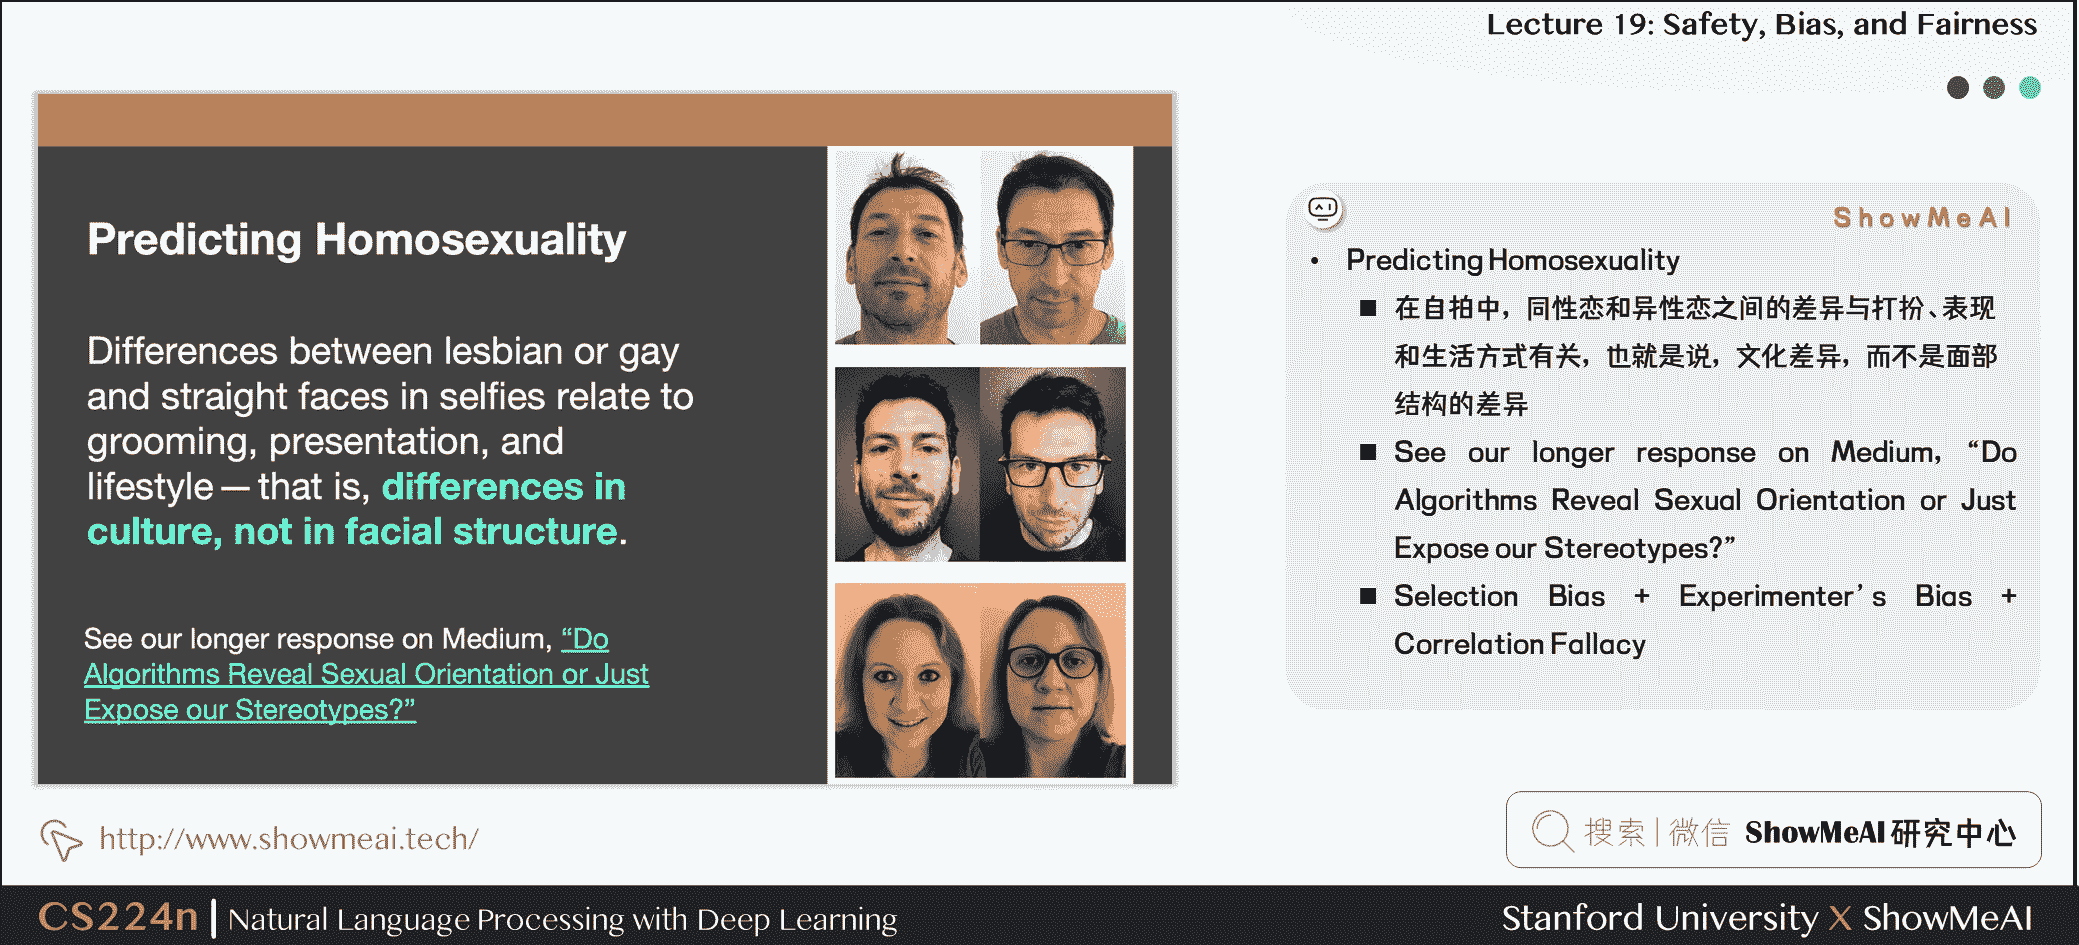 Lecture 19: Safety, Bias, and Fairness
Predicting Homosexuality
Differences between lesbian or gay
and straight faces in selfies relate to
grooming, presentation, and
lifestyle — that is, differences in
culture, not in facial structure.
See our longer response on Medium, “Do
Algorithms Reveal Sexual Orientation or Just
Expose our Stereotypes?”
ShowMeAI
• Predicting Homosexuality
■ 在自拍中，同性恋和异性恋之间的差异与打扮、表现
和生活方式有关，也就是说，文化差异，而不是面部
结构的差异
■ See our longer response on Medium, “Do
Algorithms Reveal Sexual Orientation or Just
Expose our Stereotypes?”
■ Selection Bias + Experimenter’s Bias +
Correlation Fallacy
http://www.showmeai.tech/
搜索 | 微信 ShowMeAI 研究中心
CS224n | Natural Language Processing with Deep Learning
Stanford University X ShowMeAI